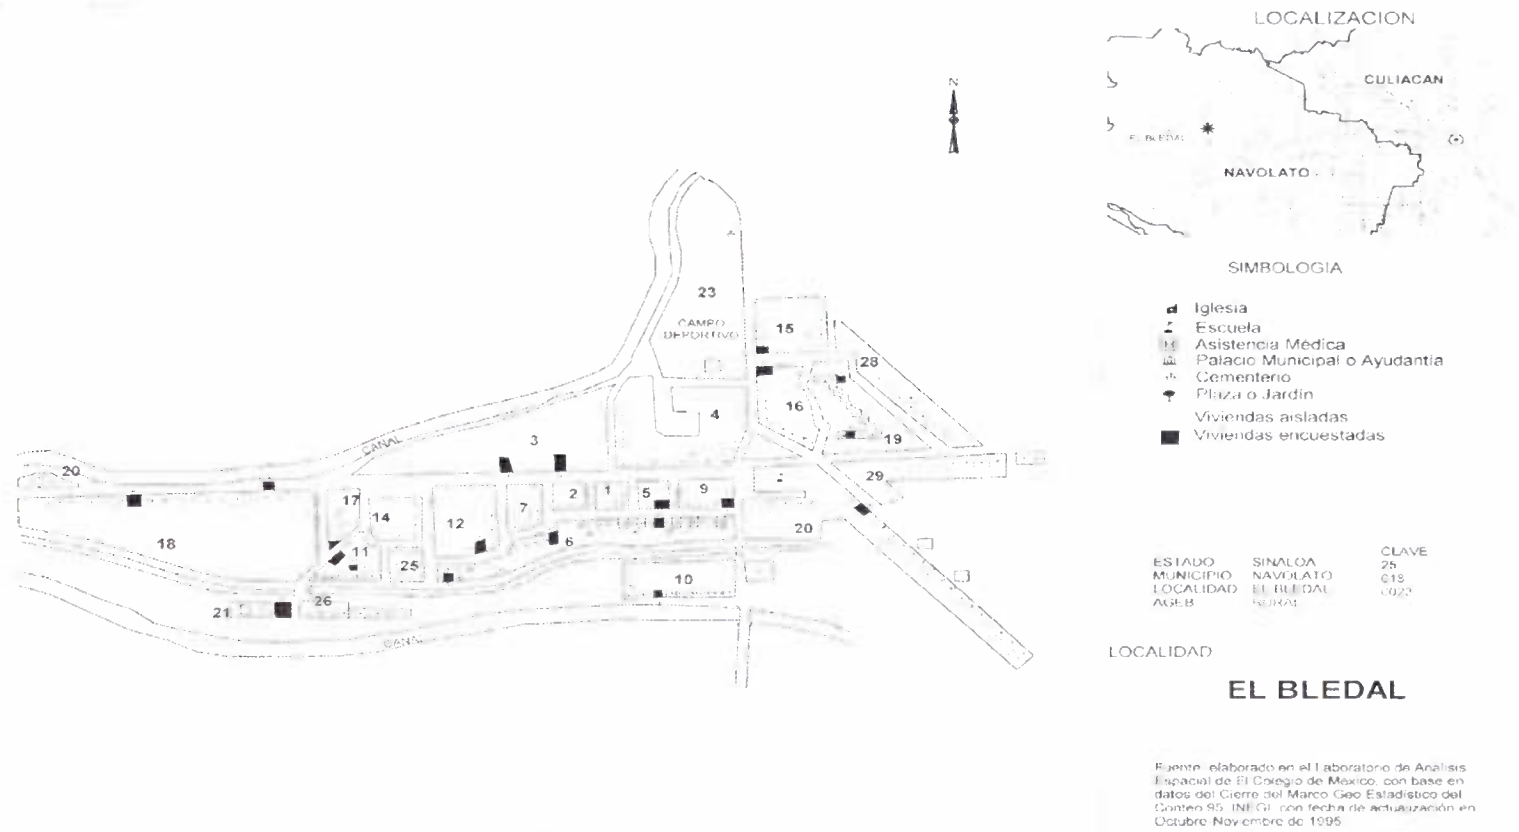 LOCALIZACION
CULIACAN
EL BLEDAL
NAVOLATO
N
SIMBOLOGIA
Iglesia
Escuela
Asistencia Médica
Palacio Municipal o Ayudantía
Cementerio
Plaza o Jardín
Viviendas aisladas
Viviendas encuestadas
23
CAMPO
DEPORTIVO
15
28
16
4
19
3
CANAL
20
29
17
14
12
7
2
1
5
9
18
11
25
6
20
10
21
26
CANAL
CLAVE
ESTADO SINALOA 25
MUNICIPIO NAVOLATO 018
LOCALIDAD EL BLEDAL
AGEB RURAL
LOCALIDAD
EL BLEDAL
Fuente: elaborado en el Laboratorio de Análisis
Espacial de El Colegio de México, con base en
datos del Cierre del Marco Geo Estadístico del
Conteo 95, INEGI, con fecha de actualización en
Octubre-Noviembre de 1995